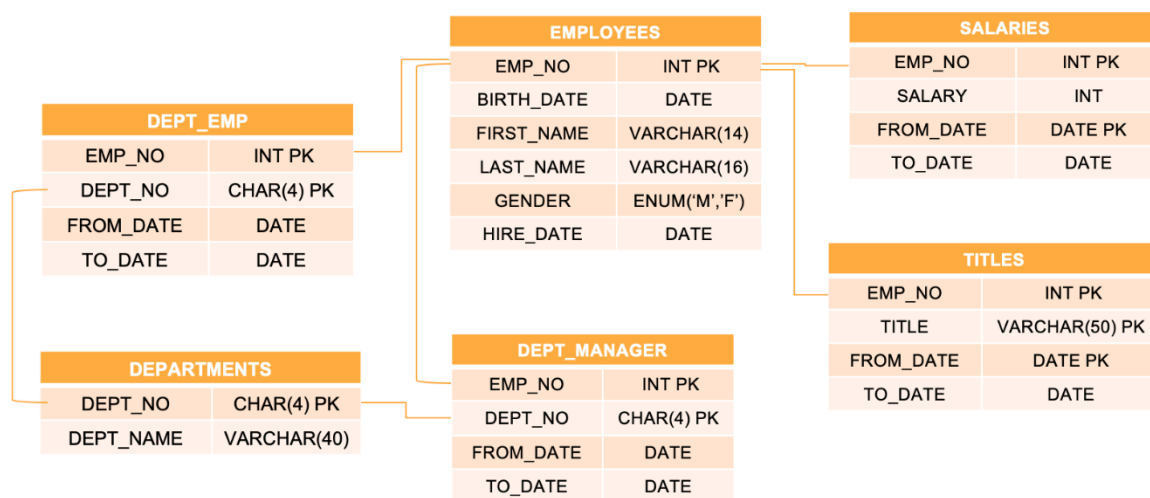 EMPLOYEES
EMP_NO INT PK
BIRTH_DATE DATE
FIRST_NAME VARCHAR(14)
LAST_NAME VARCHAR(16)
GENDER ENUM(‘M’,’F’)
HIRE_DATE DATE
SALARIES
EMP_NO INT PK
SALARY INT
FROM_DATE DATE PK
TO_DATE DATE
DEPT_EMP
EMP_NO INT PK
DEPT_NO CHAR(4) PK
FROM_DATE DATE
TO_DATE DATE
TITLES
EMP_NO INT PK
TITLE VARCHAR(50) PK
FROM_DATE DATE PK
TO_DATE DATE
DEPARTMENTS
DEPT_NO CHAR(4) PK
DEPT_NAME VARCHAR(40)
DEPT_MANAGER
EMP_NO INT PK
DEPT_NO CHAR(4) PK
FROM_DATE DATE
TO_DATE DATE